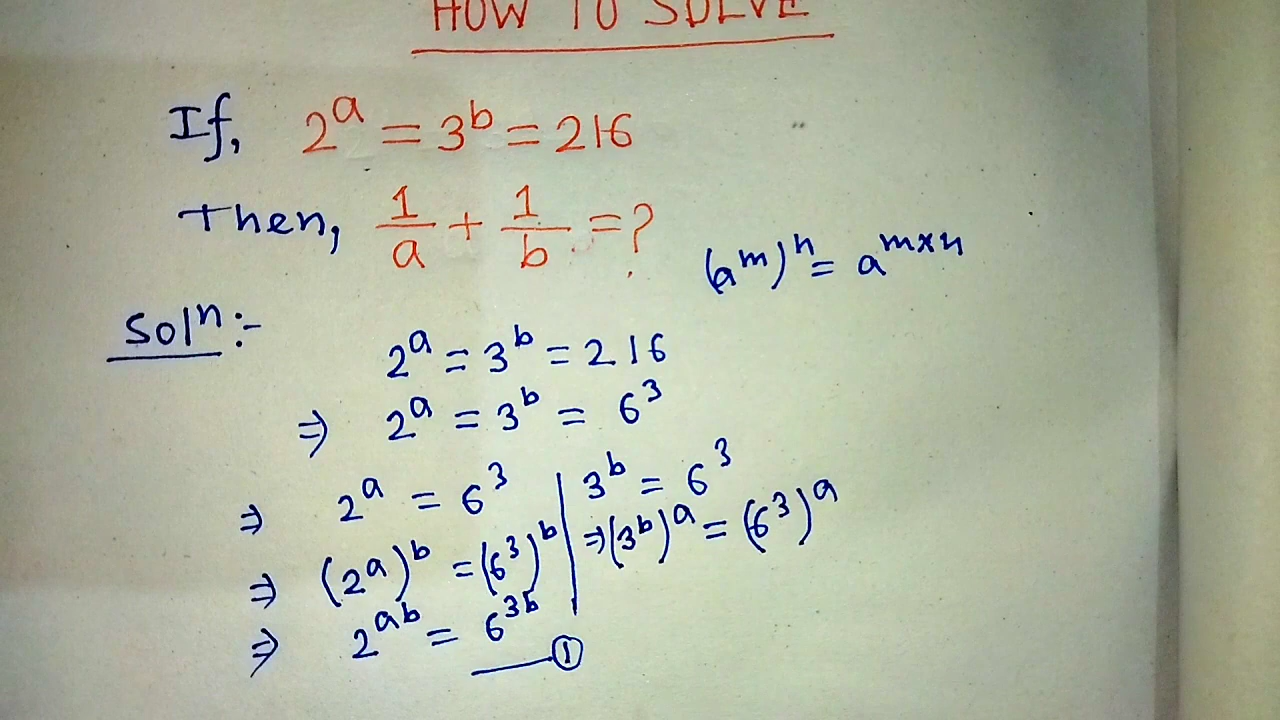 HOW TO SOLVE
If, 2^a = 3^b = 216
Then, 1/a + 1/b = ?
(a^m)^n = a^m×n
Sol^n :-
2^a = 3^b = 216
⇒ 2^a = 3^b = 6^3
⇒ 2^a = 6^3 | 3^b = 6^3
⇒ (2^a)^b = (6^3)^b | ⇒ (3^b)^a = (6^3)^a
⇒ 2^ab = 6^3b
—— ①